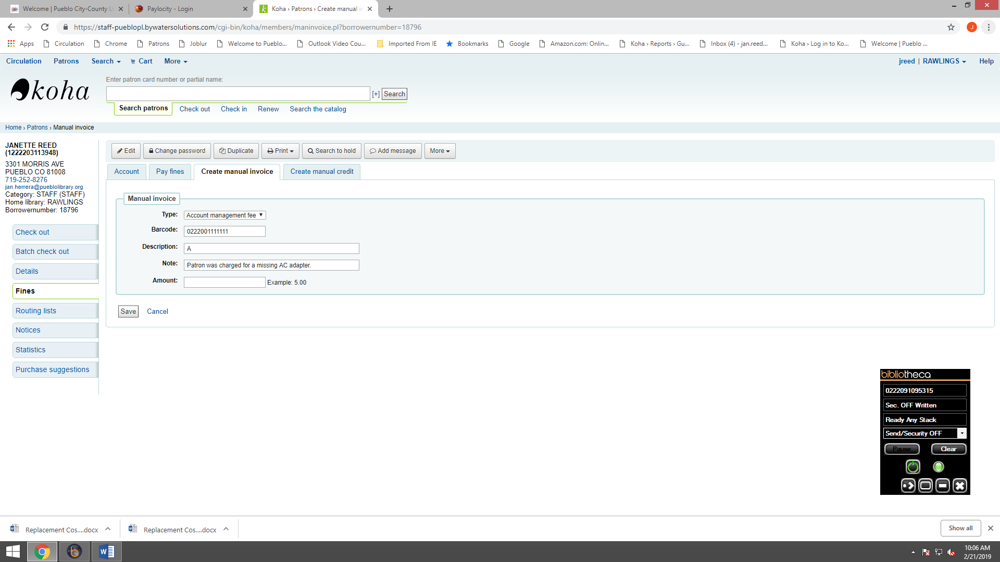 Welcome | Pueblo City-County Li
Paylocity - Login
Koha › Patrons › Create manual in
https://staff-pueblopl.bywatersolutions.com/cgi-bin/koha/members/maninvoice.pl?borrowernumber=18796
J
Apps Circulation Chrome Patrons Joblur Welcome to Pueblo... Outlook Video Cou... Imported From IE Bookmarks Google Amazon.com: Onlin... Koha › Reports › Gu... Inbox (4) - jan.reed... Koha › Log in to Ko... Welcome | Pueblo ...
Circulation Patrons Search Cart More jreed | RAWLINGS Help
koha
Enter patron card number or partial name:
[+] Search
Search patrons Check out Check in Renew Search the catalog
Home › Patrons › Manual invoice
JANETTE REED
(1222203113948)
3301 MORRIS AVE
PUEBLO CO 81008
719-252-8276
jan.herrera@pueblolibrary.org
Category: STAFF (STAFF)
Home library: RAWLINGS
Borrowernumber: 18796
Check out
Batch check out
Details
Fines
Routing lists
Notices
Statistics
Purchase suggestions
Edit Change password Duplicate Print Search to hold Add message More
Account Pay fines Create manual invoice Create manual credit
Manual invoice
Type: Account management fee
Barcode: 0222001111111
Description: A
Note: Patron was charged for a missing AC adapter.
Amount: Example: 5.00
Save Cancel
bibliotheca
0222091095315
Sec. OFF Written
Ready Any Stack
Send/Security OFF
Pause Clear
Replacement Cos....docx
Replacement Cos....docx
Show all
10:06 AM
2/21/2019